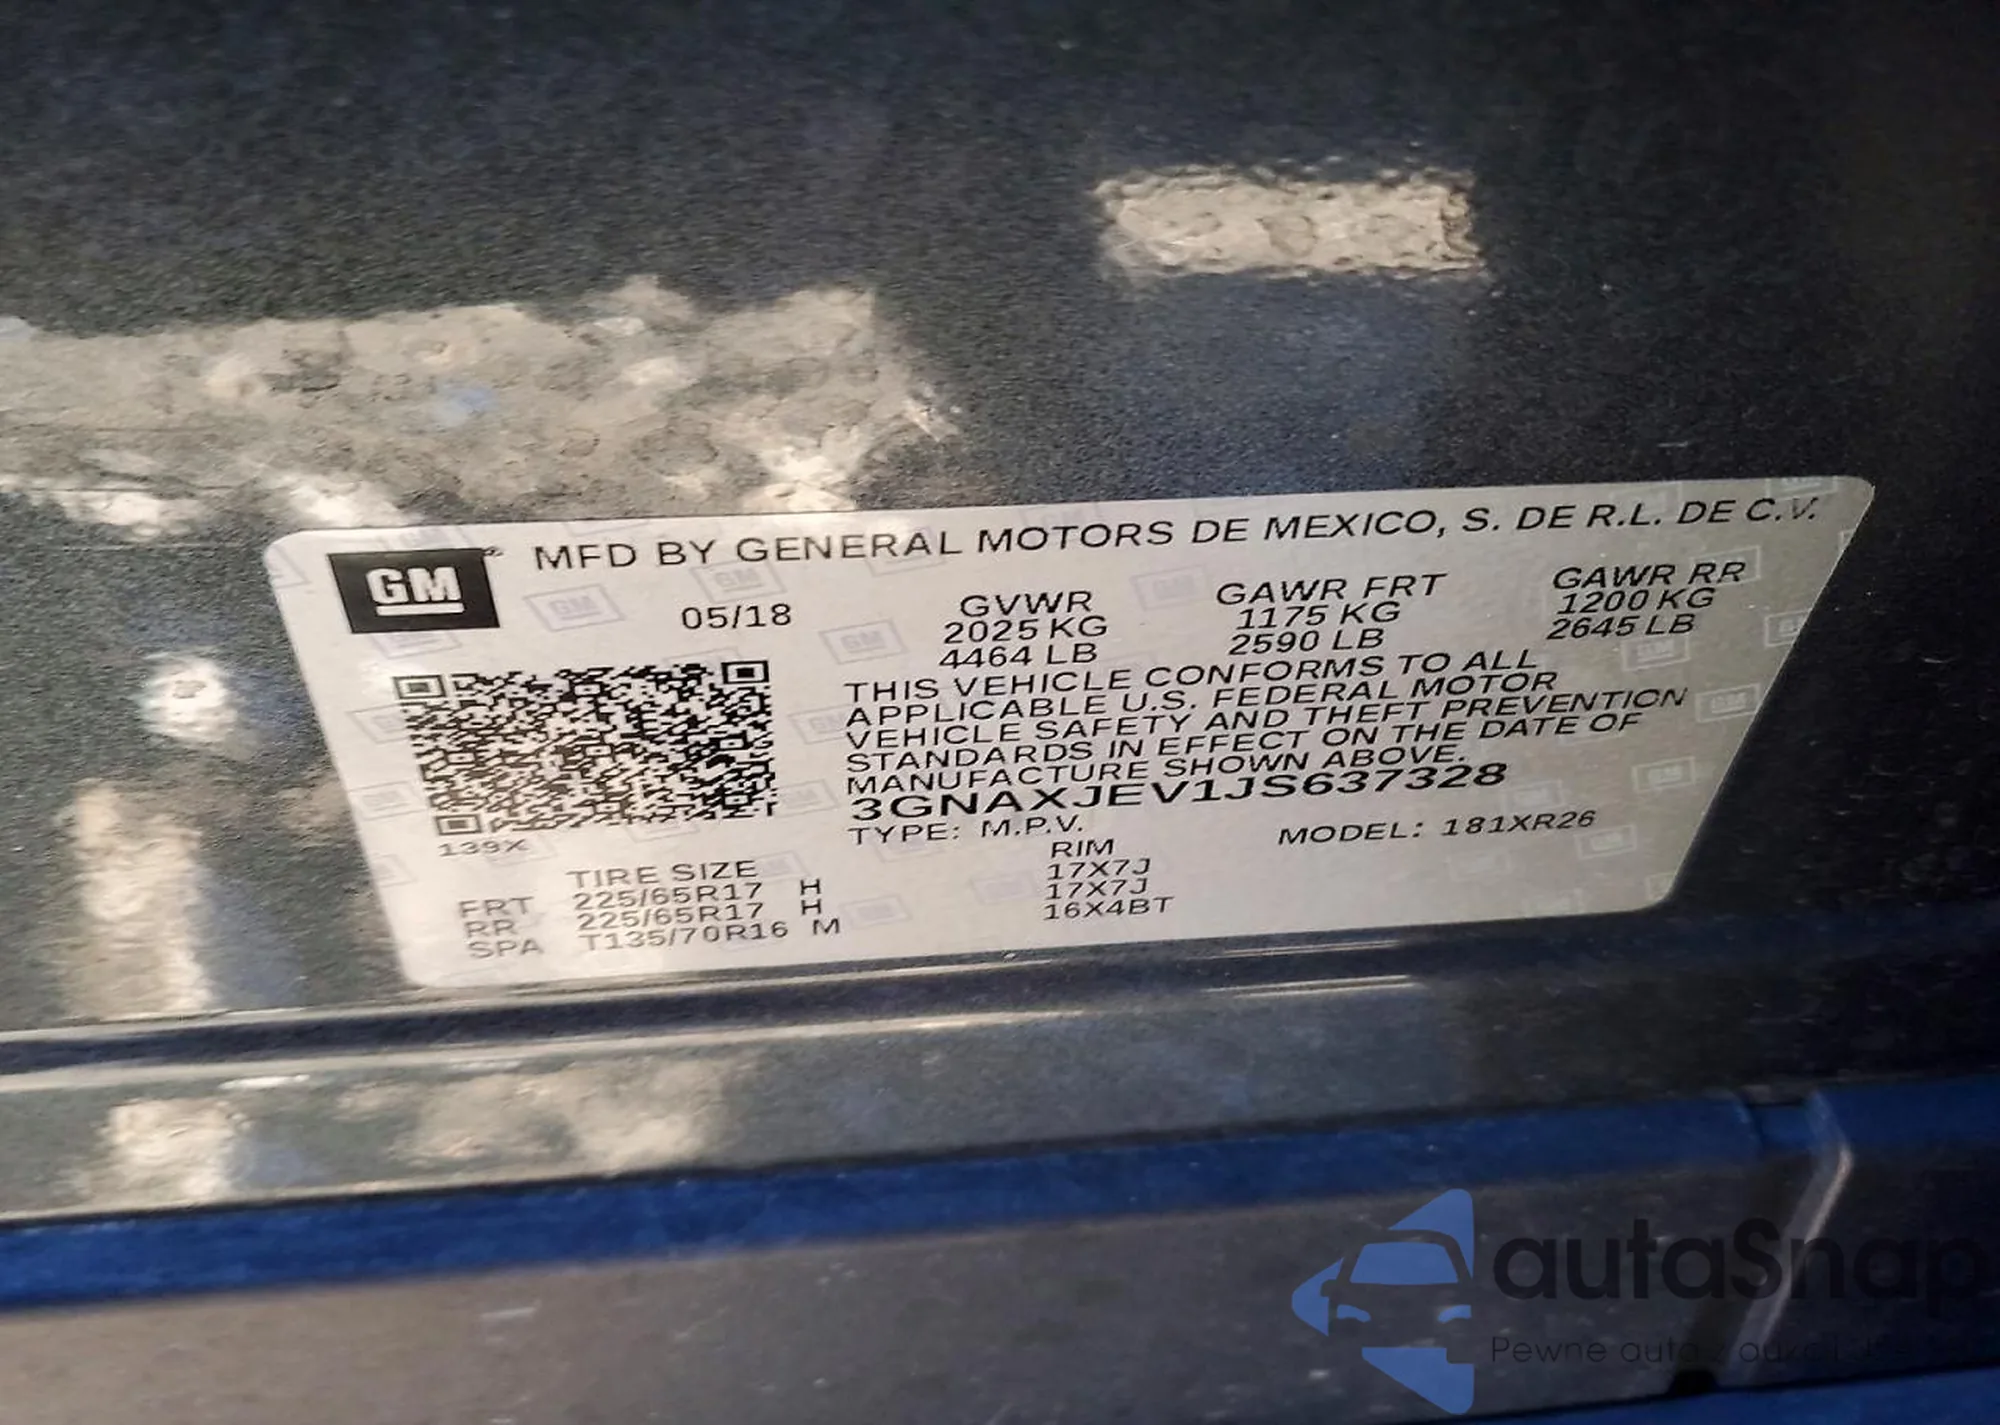 GM
MFD BY GENERAL MOTORS DE MEXICO, S. DE R.L. DE C.V.
05/18
GVWR GAWR FRT GAWR RR
2025 KG 1175 KG 1200 KG
4464 LB 2590 LB 2645 LB
THIS VEHICLE CONFORMS TO ALL
APPLICABLE U.S. FEDERAL MOTOR
VEHICLE SAFETY AND THEFT PREVENTION
STANDARDS IN EFFECT ON THE DATE OF
MANUFACTURE SHOWN ABOVE.
3GNAXJEV1JS637328
TYPE: M.P.V. MODEL: 181XR26
139X
TIRE SIZE RIM
FRT 225/65R17 H 17X7J
RR 225/65R17 H 17X7J
SPA T135/70R16 M 16X4BT
autaSnap
Pewne auta